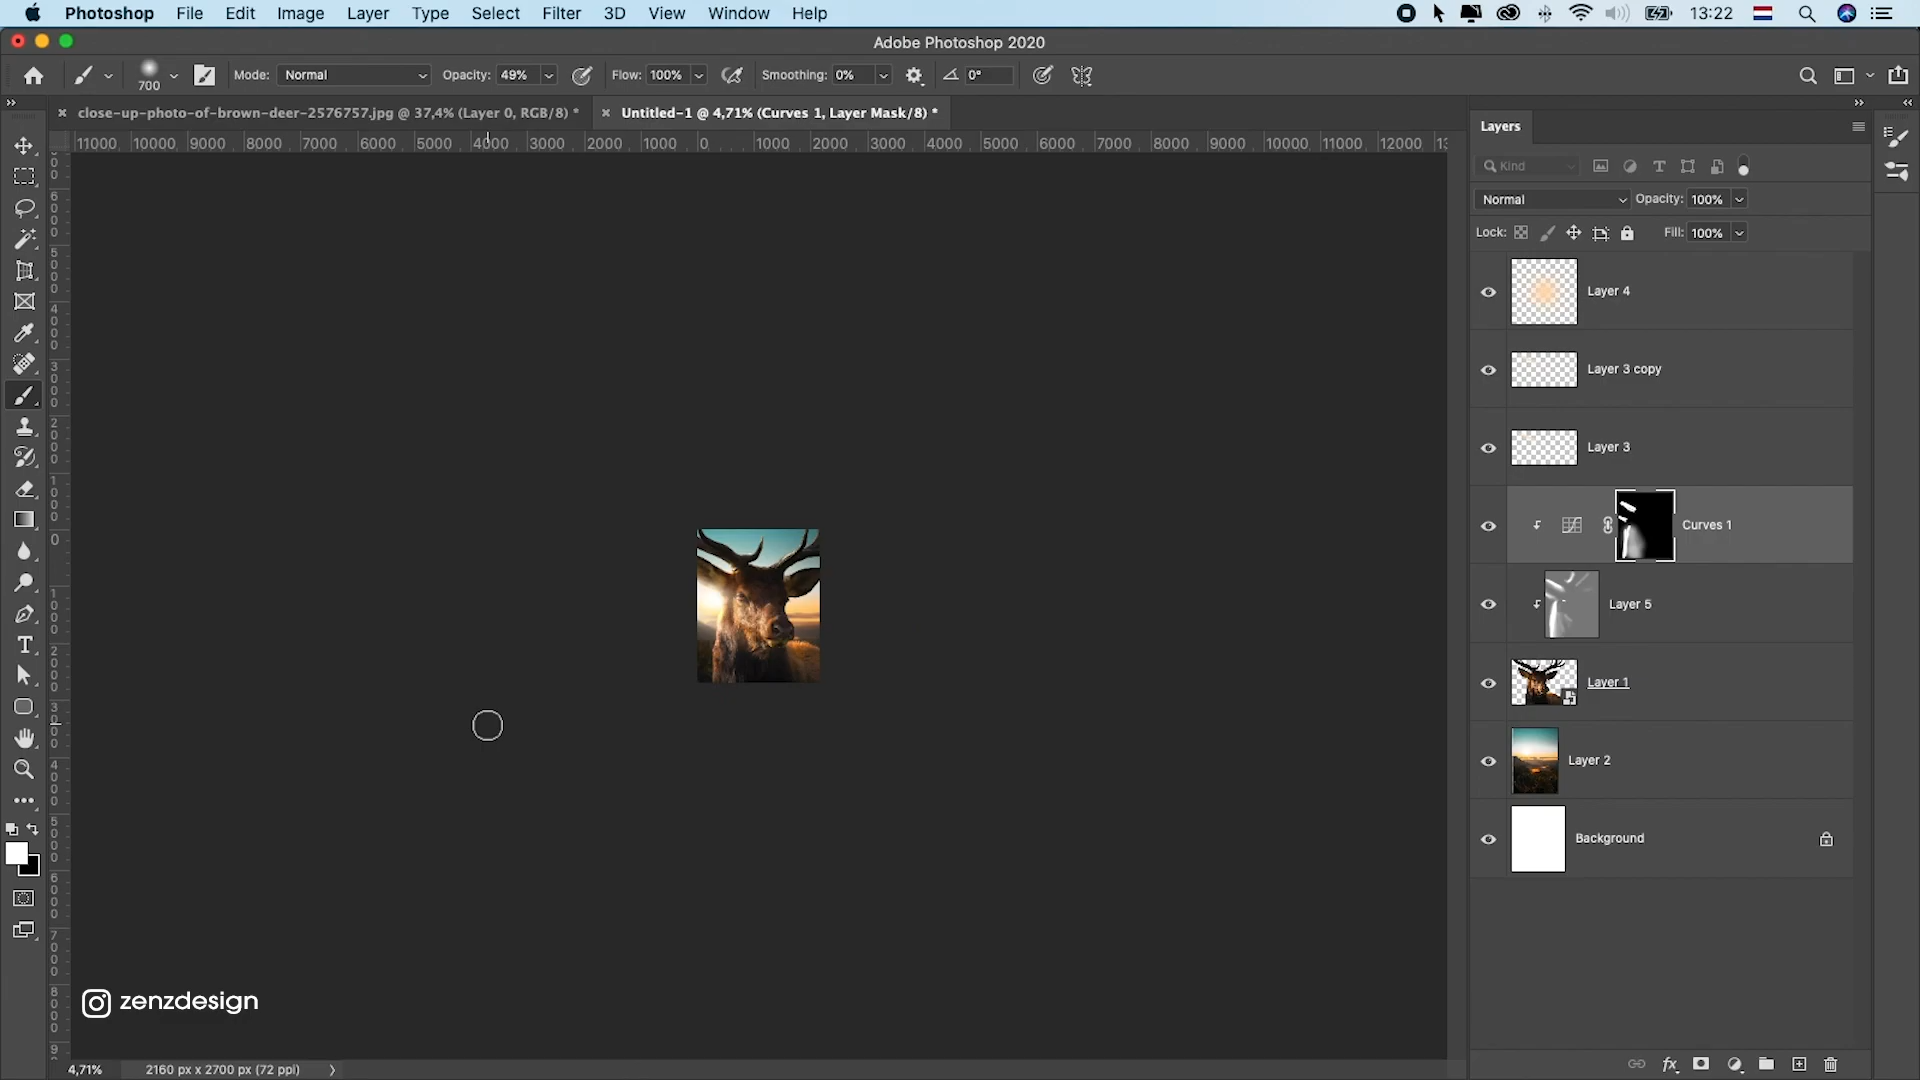 Photoshop File Edit Image Layer Type Select Filter 3D View Window Help 13:22
Adobe Photoshop 2020
700 Mode: Normal Opacity: 49% Flow: 100% Smoothing: 0% 0°
close-up-photo-of-brown-deer-2576757.jpg @ 37,4% (Layer 0, RGB/8) * Untitled-1 @ 4,71% (Curves 1, Layer Mask/8) *
11000 10000 9000 8000 7000 6000 5000 4000 3000 2000 1000 0 1000 2000 3000 4000 5000 6000 7000 8000 9000 10000 11000 12000
Layers
Kind
Normal Opacity: 100%
Lock: Fill: 100%
Layer 4
Layer 3 copy
Layer 3
Curves 1
Layer 5
Layer 1
Layer 2
Background
zenzdesign
4,71% 2160 px x 2700 px (72 ppi)